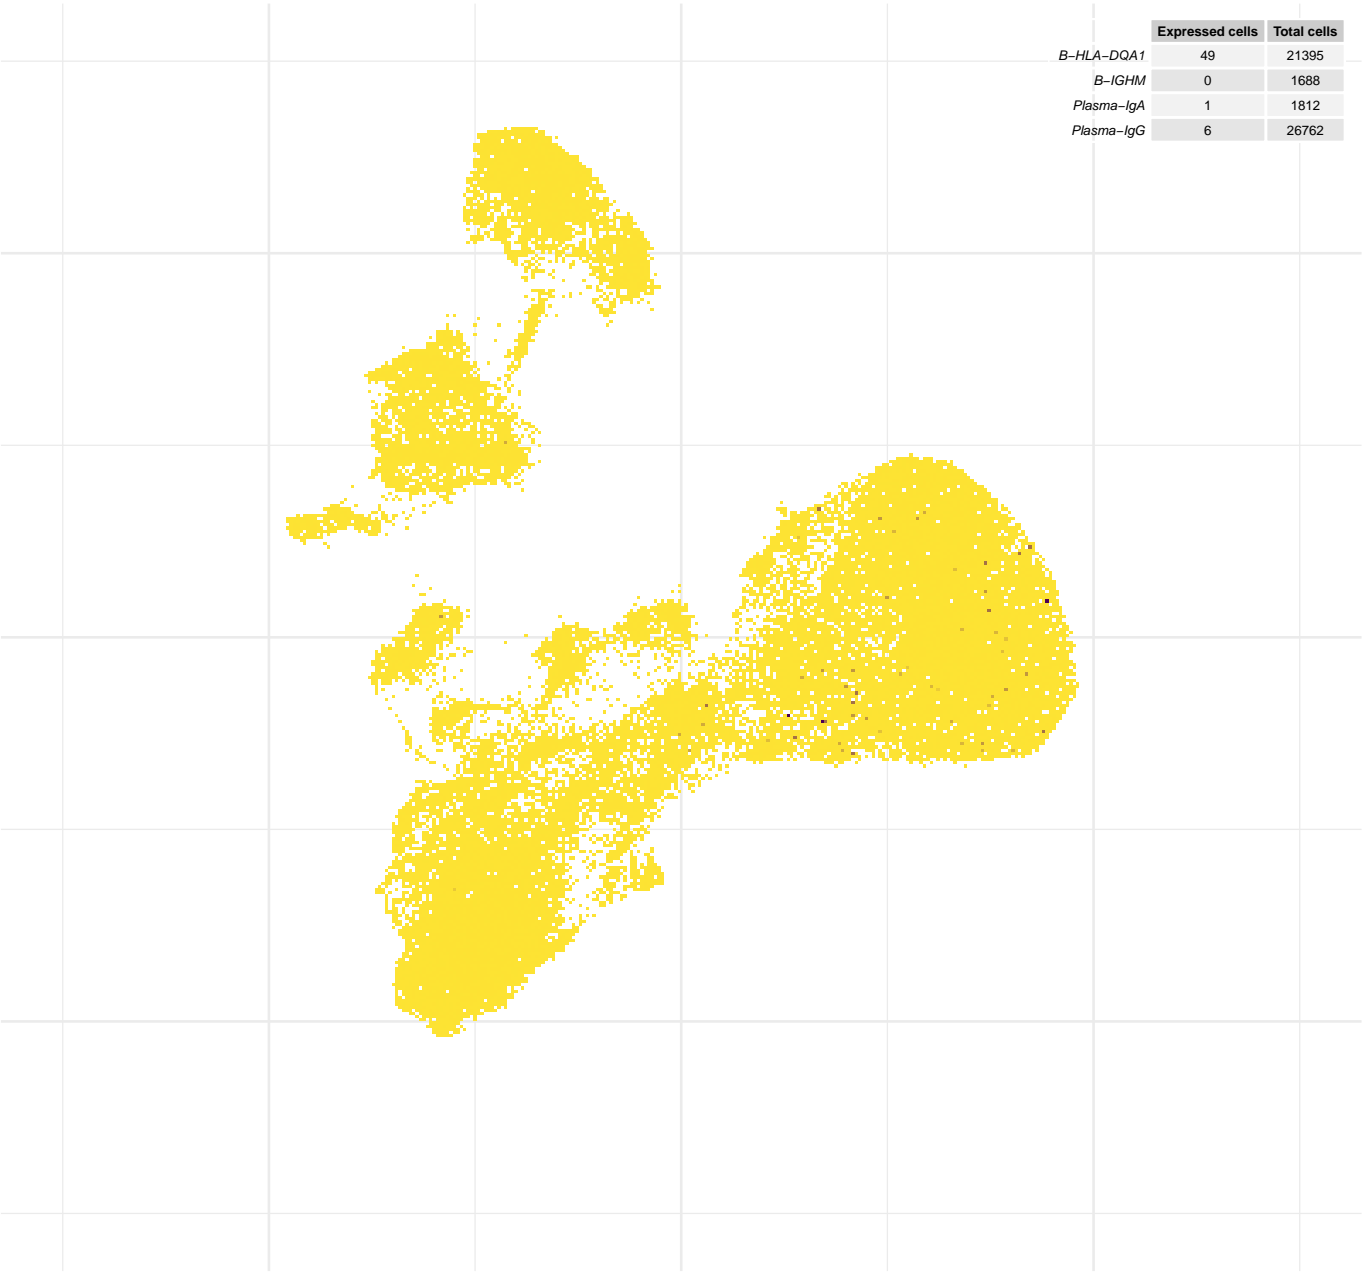 Expressed cells Total cells
B−HLA−DQA1 49 21395
B−IGHM 0 1688
Plasma−IgA 1 1812
Plasma−IgG 6 26762